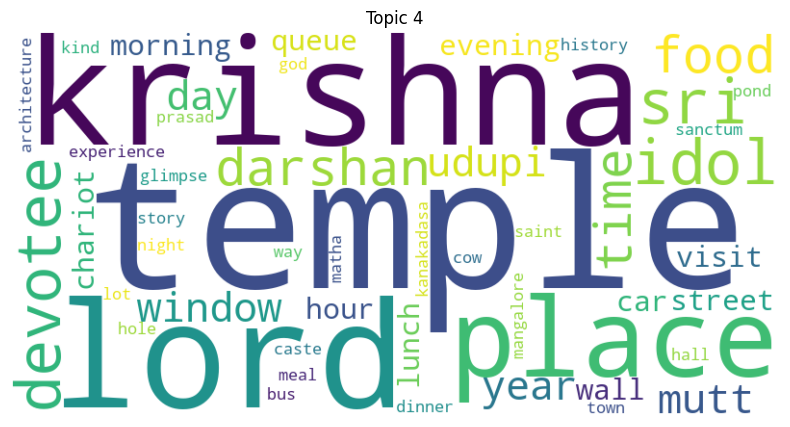 Topic 4
kind
morning
queue
god
evening
history
food
architecture
krishna
day
prasad
sri
pond
sanctum
experience
darshan
udupi
idol
devotee
chariot
glimpse
temple
time
story
night
way
matha
kanakadasa
saint
cow
visit
lot
window
hour
lord
place
car
street
hole
caste
lunch
mangalore
hall
meal
bus
dinner
year
wall
town
mutt